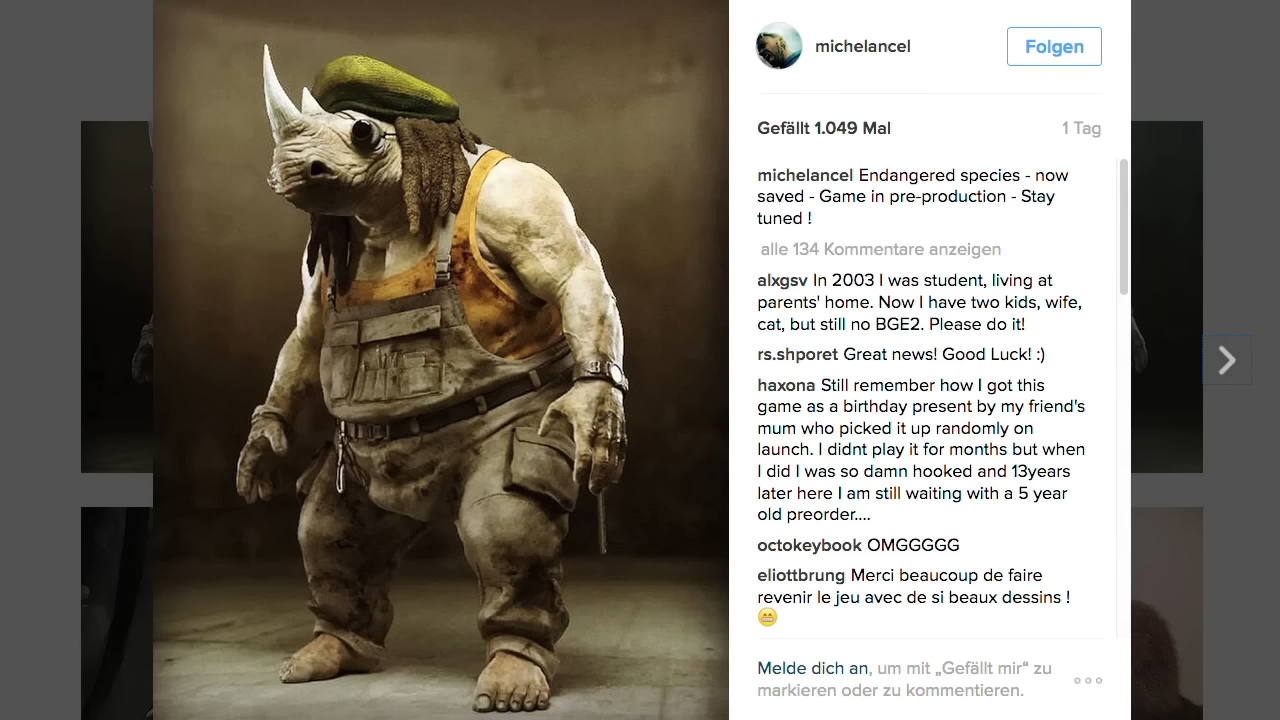 michelancel
Folgen
Gefällt 1.049 Mal
1 Tag
michelancel Endangered species - now
saved - Game in pre-production - Stay
tuned !
alle 134 Kommentare anzeigen
alxgsv In 2003 I was student, living at
parents' home. Now I have two kids, wife,
cat, but still no BGE2. Please do it!
rs.shporet Great news! Good Luck! :)
haxona Still remember how I got this
game as a birthday present by my friend's
mum who picked it up randomly on
launch. I didnt play it for months but when
I did I was so damn hooked and 13years
later here I am still waiting with a 5 year
old preorder....
octokeybook OMGGGGG
eliottbrung Merci beaucoup de faire
revenir le jeu avec de si beaux dessins !
😁
Melde dich an, um mit „Gefällt mir“ zu
markieren oder zu kommentieren.